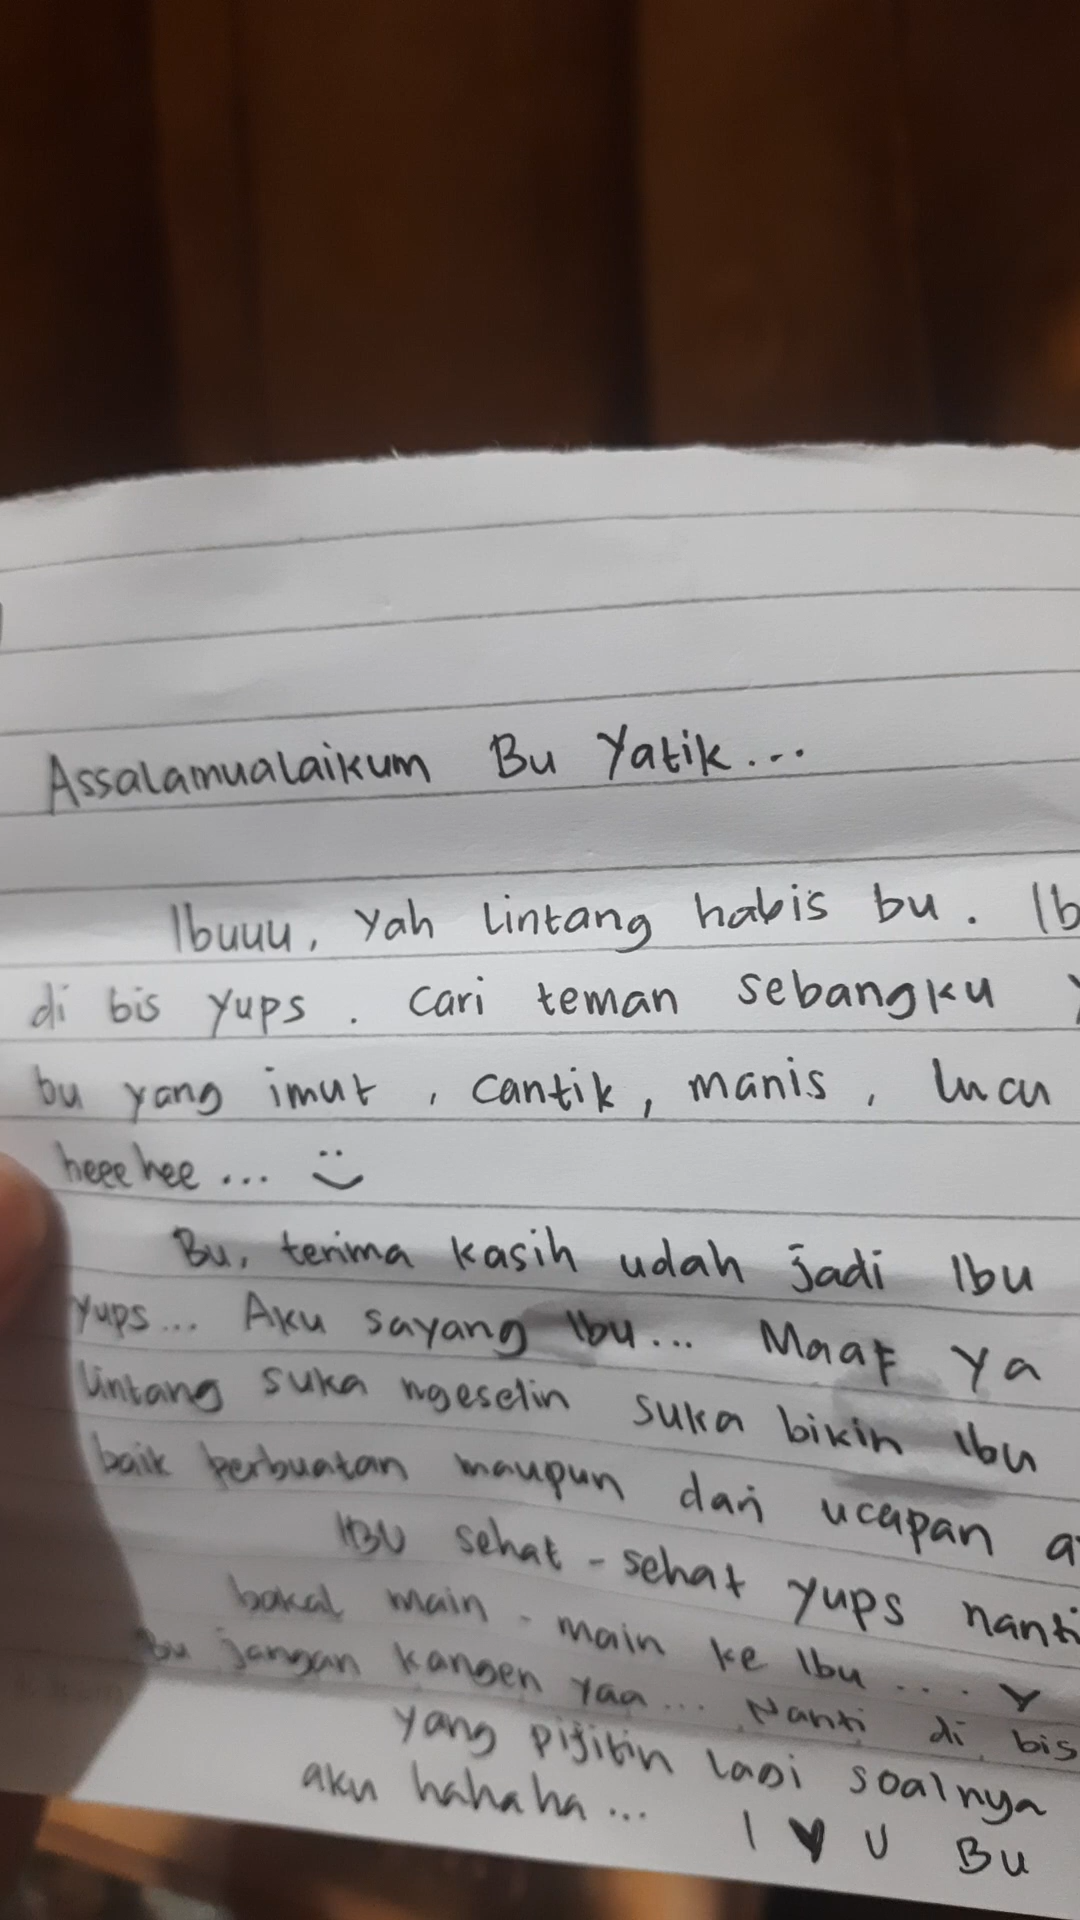 Assalamualaikum Bu Yatik...
Ibuuu, Yah Lintang habis bu. Ib
di bis yups. Cari teman sebangku
bu yang imut, cantik, manis, lucu
heee hee... :)
Bu, terima kasih udah jadi Ibu
yups... Aku sayang Ibu... Maaf ya
Lintang suka ngeselin suka bikin Ibu
baik perbuatan maupun dari ucapan a
IBU sehat-sehat yups nanti
bakal main-main ke Ibu....
Bu jangan kangen yaa... Nanti di bis
yang pijitin lagi soalnya
aku hahaha...
I ♥ U Bu